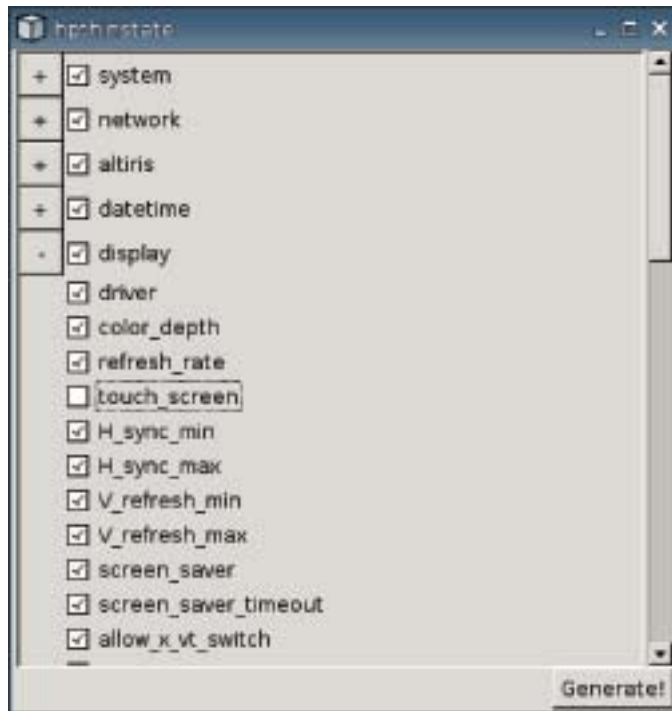 + system
+ network
+ altiris
+ datetime
- display
driver
color_depth
refresh_rate
touch_screen
H_sync_min
H_sync_max
V_refresh_min
V_refresh_max
screen_saver
screen_saver_timeout
allow_x_vt_switch
Generate!